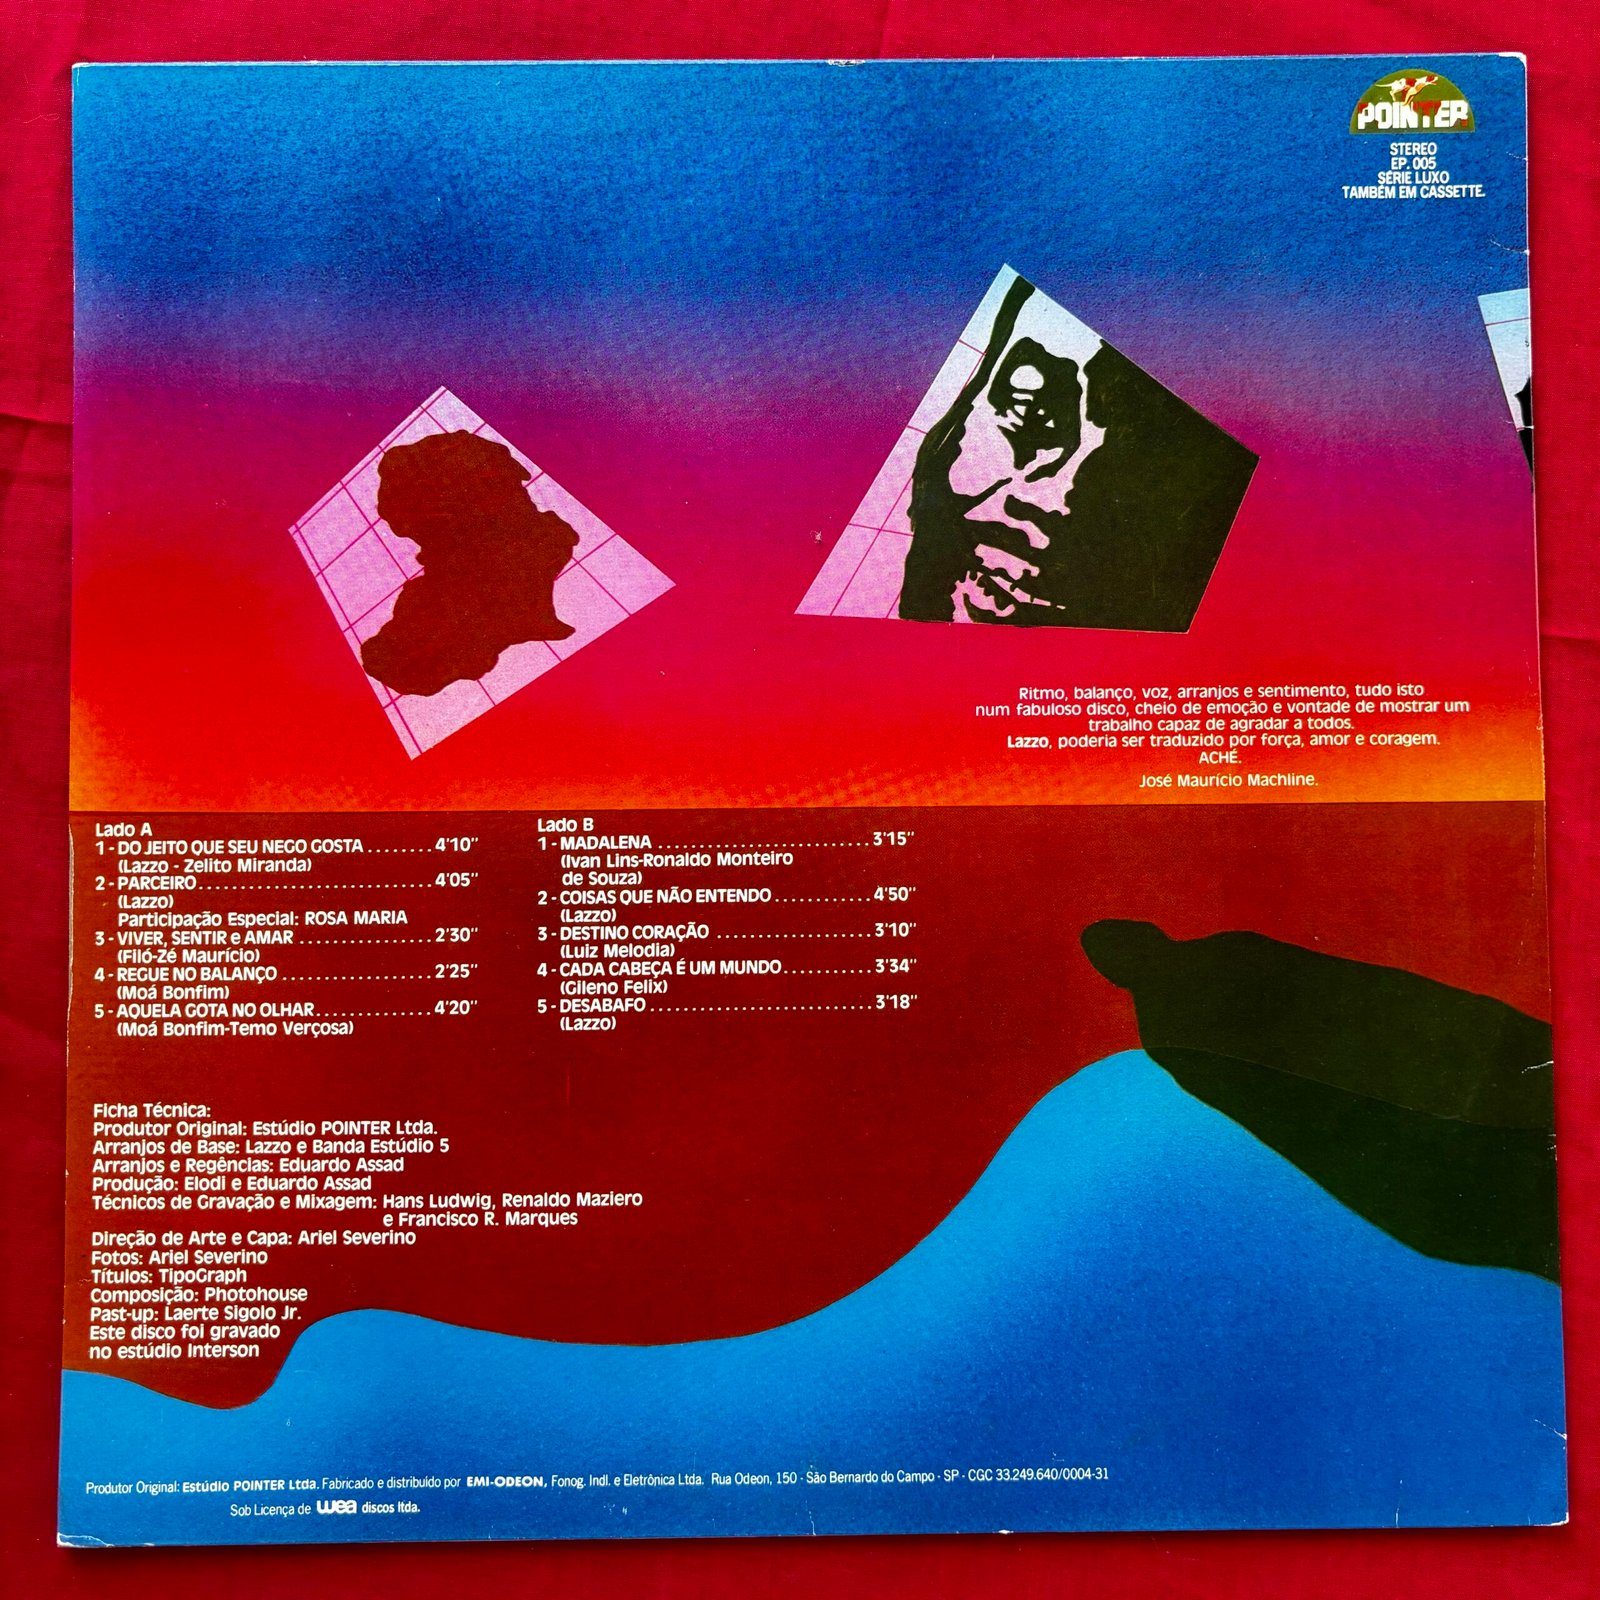 POINTER
STEREO
EP. 005
SÉRIE LUXO
TAMBÉM EM CASSETTE.
Ritmo, balanço, voz, arranjos e sentimento, tudo isto
num fabuloso disco, cheio de emoção e vontade de mostrar um
trabalho capaz de agradar a todos.
Lazzo, poderia ser traduzido por força, amor e coragem.
ACHÉ.
José Maurício Machline.
Lado A
1 - DO JEITO QUE SEU NEGO GOSTA ........ 4'10"
(Lazzo - Zelito Miranda)
2 - PARCEIRO ........................... 4'05"
(Lazzo)
Participação Especial: ROSA MARIA
3 - VIVER, SENTIR e AMAR ............... 2'30"
(Filó-Zé Maurício)
4 - REGUE NO BALANÇO ................. 2'25"
(Moá Bonfim)
5 - AQUELA GOTA NO OLHAR ............. 4'20"
(Moá Bonfim-Temo Verçosa)
Lado B
1 - MADALENA ......................... 3'15"
(Ivan Lins-Ronaldo Monteiro
de Souza)
2 - COISAS QUE NÃO ENTENDO ............ 4'50"
(Lazzo)
3 - DESTINO CORAÇÃO .................. 3'10"
(Luiz Melodia)
4 - CADA CABEÇA É UM MUNDO ........... 3'34"
(Gileno Felix)
5 - DESABAFO .......................... 3'18"
(Lazzo)
Ficha Técnica:
Produtor Original: Estúdio POINTER Ltda.
Arranjos de Base: Lazzo e Banda Estúdio 5
Arranjos e Regências: Eduardo Assad
Produção: Elodi e Eduardo Assad
Técnicos de Gravação e Mixagem: Hans Ludwig, Renaldo Maziero
e Francisco R. Marques
Direção de Arte e Capa: Ariel Severino
Fotos: Ariel Severino
Títulos: TipoGraph
Composição: Photohouse
Past-up: Laerte Sigolo Jr.
Este disco foi gravado
no estúdio Interson
Produtor Original: Estúdio POINTER Ltda. Fabricado e distribuído por EMI-ODEON, Fonog. Indl. e Eletrônica Ltda. Rua Odeon, 150 - São Bernardo do Campo - SP - CGC 33.249.640/0004-31
Sob Licença de wea discos ltda.